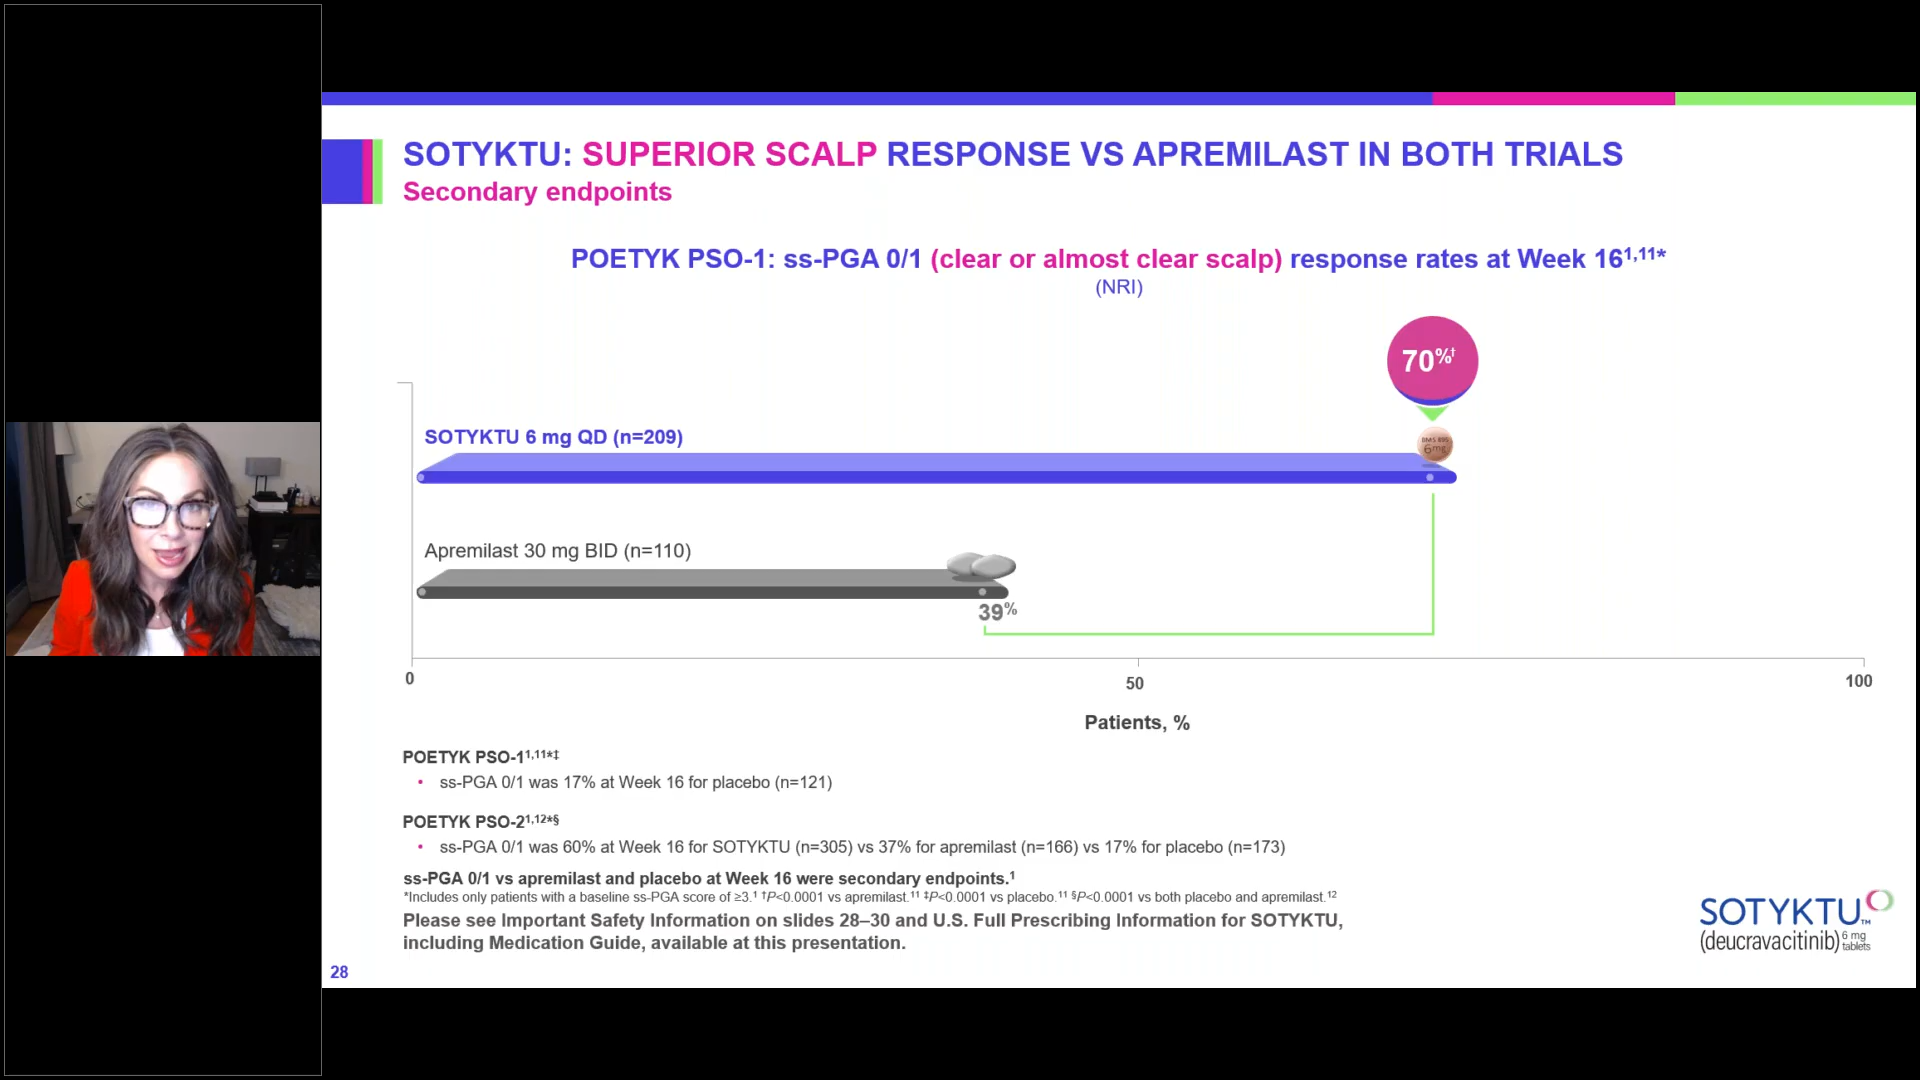 SOTYKTU: SUPERIOR SCALP RESPONSE VS APREMILAST IN BOTH TRIALS
Secondary endpoints
POETYK PSO-1: ss-PGA 0/1 (clear or almost clear scalp) response rates at Week 16¹,¹¹*
(NRI)
70%†
SOTYKTU 6 mg QD (n=209)
BMS 895
6mg
Apremilast 30 mg BID (n=110)
39%
0
50
100
Patients, %
POETYK PSO-1¹,¹¹*‡
• ss-PGA 0/1 was 17% at Week 16 for placebo (n=121)
POETYK PSO-2¹,¹²*§
• ss-PGA 0/1 was 60% at Week 16 for SOTYKTU (n=305) vs 37% for apremilast (n=166) vs 17% for placebo (n=173)
ss-PGA 0/1 vs apremilast and placebo at Week 16 were secondary endpoints.¹
*Includes only patients with a baseline ss-PGA score of ≥3.¹ †P<0.0001 vs apremilast.¹¹ ‡P<0.0001 vs placebo.¹¹ §P<0.0001 vs both placebo and apremilast.¹²
Please see Important Safety Information on slides 28–30 and U.S. Full Prescribing Information for SOTYKTU,
including Medication Guide, available at this presentation.
SOTYKTU™
(deucravacitinib) 6 mg
tablets
28